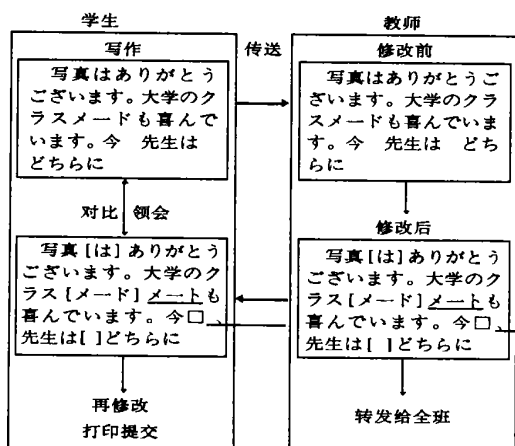 学生
教师
写作
传送
修改前
写真はありがとう
ございます。大学のク
ラスメードも喜んで
います。今 先生は
どちらに
写真はありがとうご
ざいます。大学のクラ
スメードも喜んでいま
す。今 先生は どち
らに
对比 领会
修改后
写真[は]ありがとう
ございます。大学のク
ラス[メード]メートも
喜んでいます。今□、
先生は[ ]どちらに
写真[は]ありがとう
ございます。大学のク
ラス[メード]メートも
喜んでいます。今□、
先生は[ ]どちらに
再修改
打印提交
转发给全班